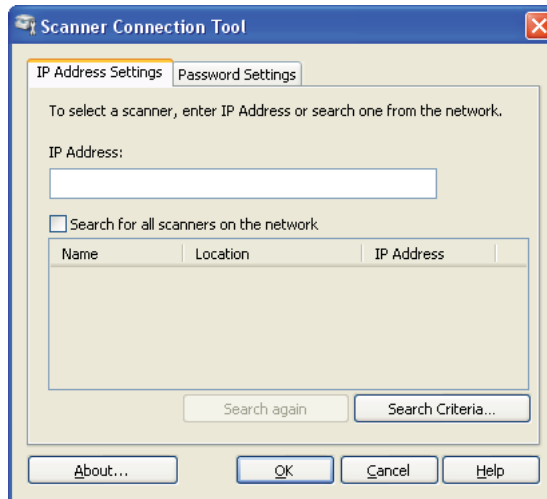 Scanner Connection Tool
IP Address Settings Password Settings
To select a scanner, enter IP Address or search one from the network.
IP Address:
Search for all scanners on the network
Name Location IP Address
Search again Search Criteria...
About... OK Cancel Help